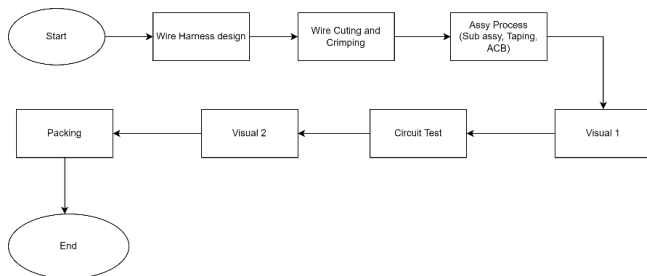 Start
Wire Harness design
Wire Cuting and
Crimping
Assy Process
(Sub assy, Taping,
ACB)
Visual 1
Circuit Test
Visual 2
Packing
End